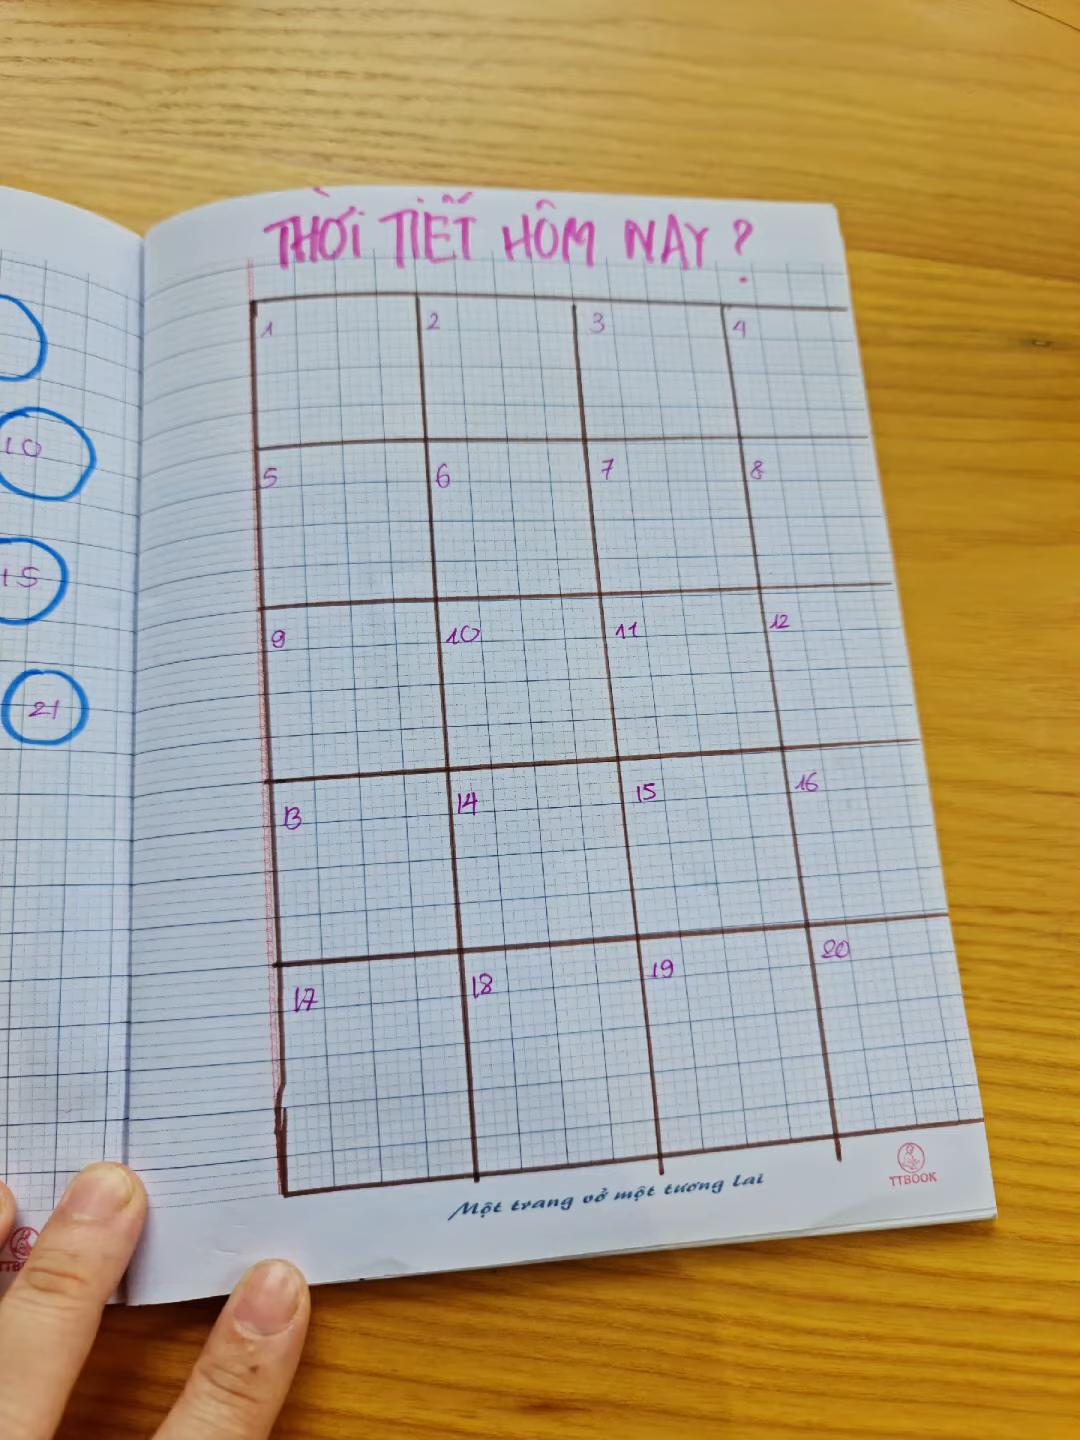 THỜI TIẾT HÔM NAY ?
1 2 3 4
5 6 7 8
9 10 11 12
13 14 15 16
17 18 19 20
Một trang vở một tương lai
TTBOOK
10
15
21